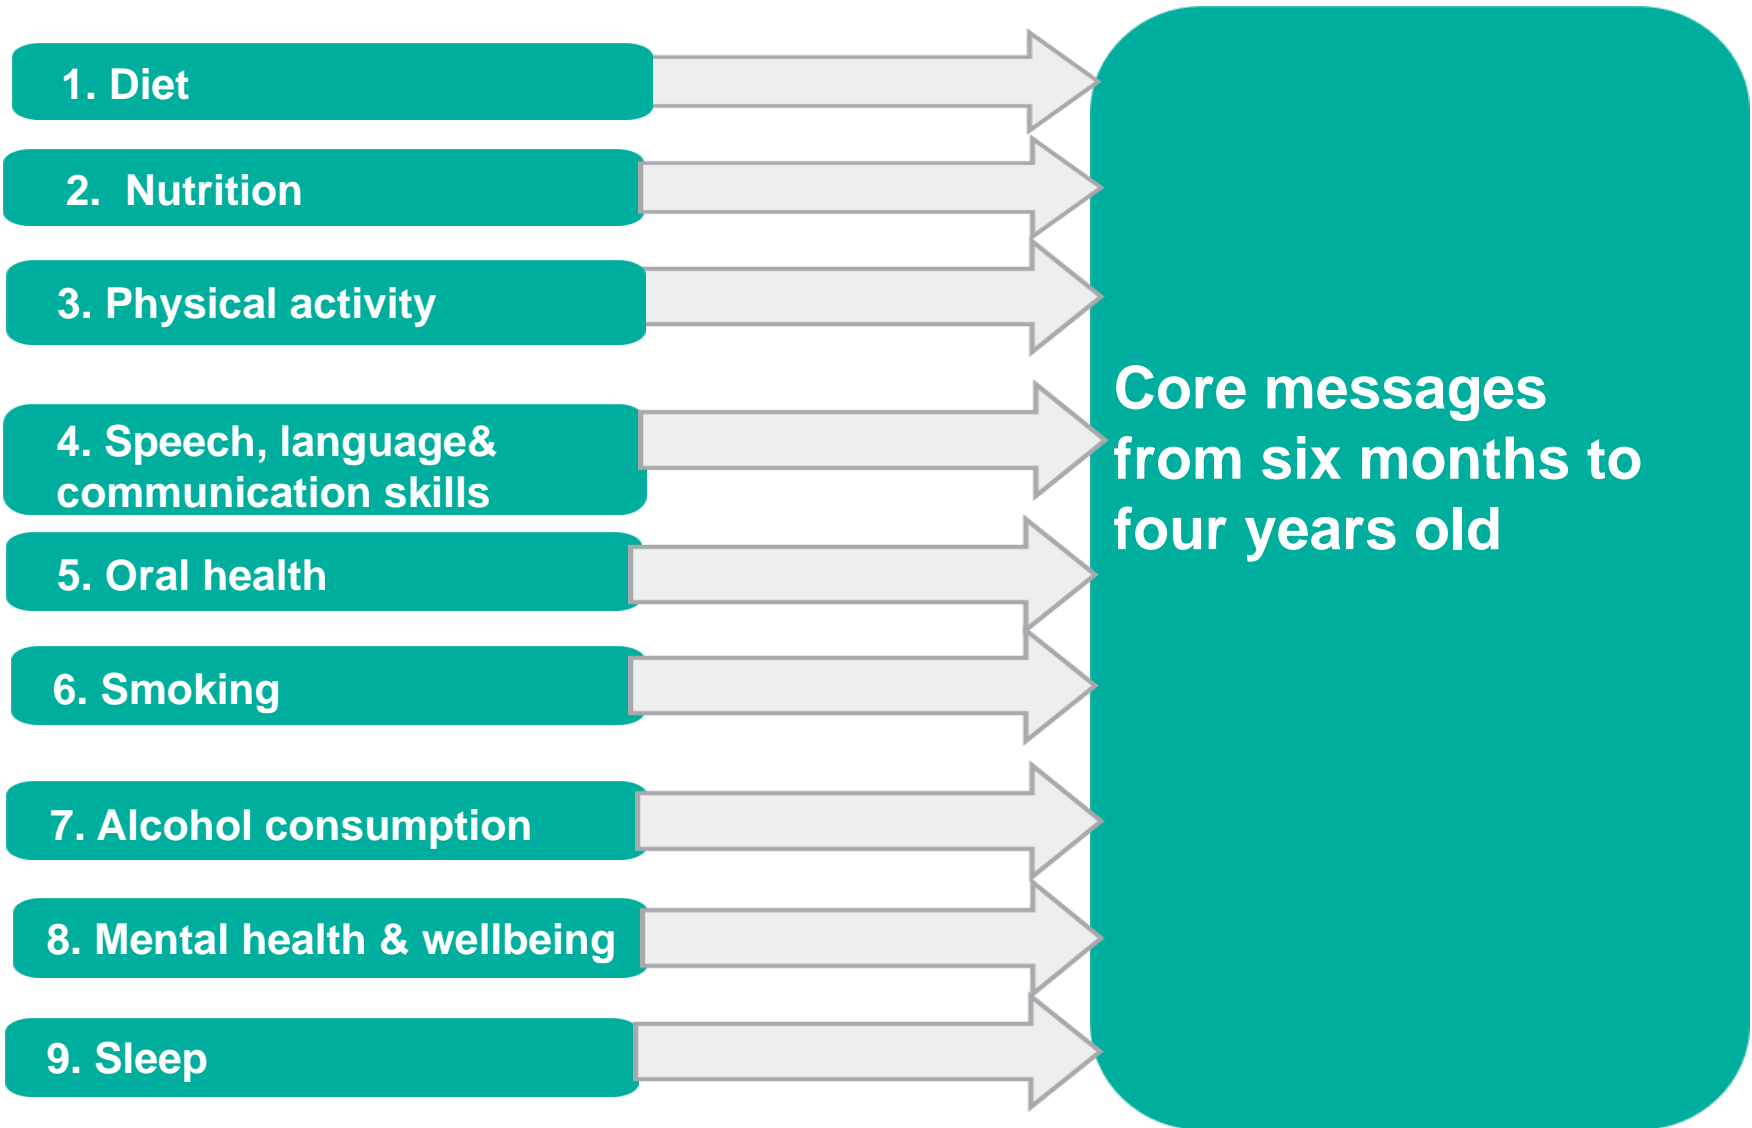 1. Diet
2. Nutrition
3. Physical activity
4. Speech, language&
communication skills
5. Oral health
6. Smoking
7. Alcohol consumption
8. Mental health & wellbeing
9. Sleep
Core messages
from six months to
four years old